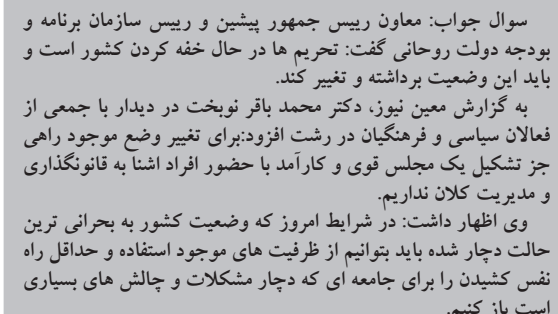 سوال جواب: معاون رییس جمهور پیشین و رییس سازمان برنامه و
بودجه دولت روحانی گفت: تحریم ها در حال خفه کردن کشور است و
باید این وضعیت برداشته و تغییر کند.
به گزارش معین نیوز، دکتر محمد باقر نوبخت در دیدار با جمعی از
فعالان سیاسی و فرهنگیان در رشت افزود:برای تغییر وضع موجود راهی
جز تشکیل یک مجلس قوی و کارآمد با حضور افراد اشنا به قانونگذاری
و مدیریت کلان نداریم.
وی اظهار داشت: در شرایط امروز که وضعیت کشور به بحرانی ترین
حالت دچار شده باید بتوانیم از ظرفیت های موجود استفاده و حداقل راه
نفس کشیدن را برای جامعه ای که دچار مشکلات و چالش های بسیاری
است باز کنیم.